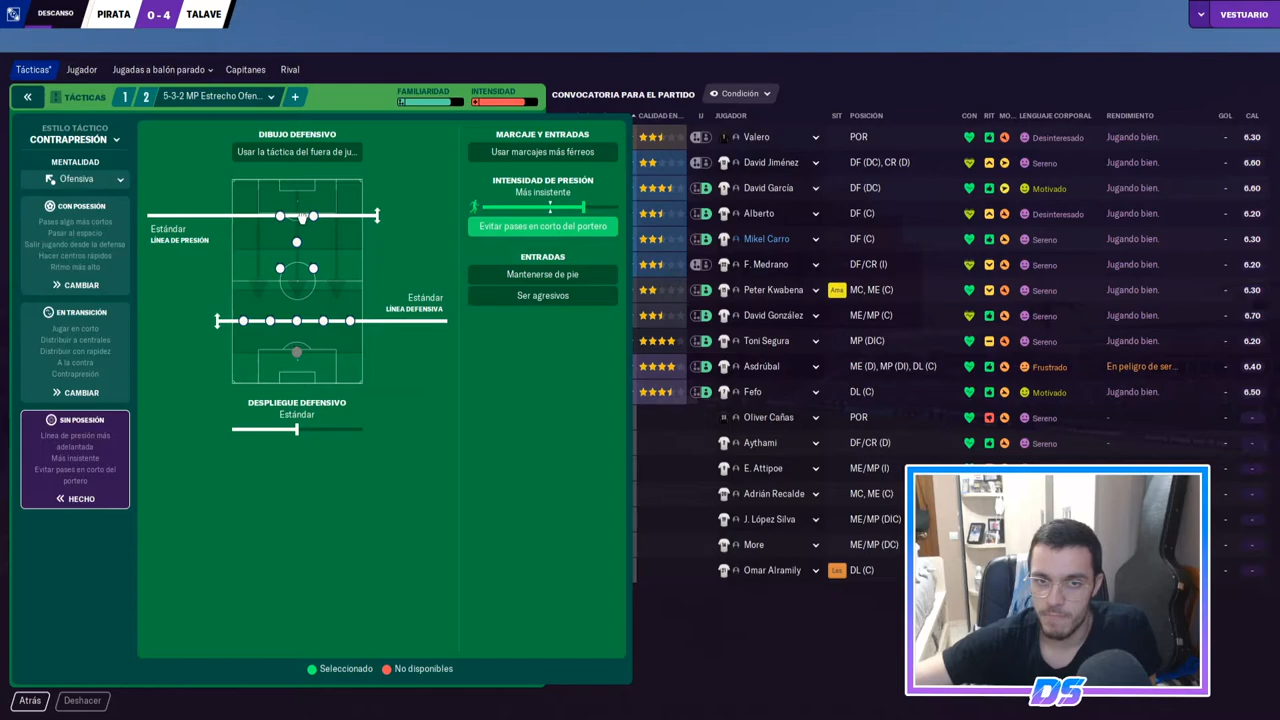 DESCANSO PIRATA 0 - 4 TALAVE VESTUARIO
Tácticas* Jugador Jugadas a balón parado Capitanes Rival
TÁCTICAS 1 2 5-3-2 MP Estrecho Ofen... + FAMILIARIDAD INTENSIDAD
CONVOCATORIA PARA EL PARTIDO Condición
ESTILO TÁCTICO
CONTRAPRESIÓN
MENTALIDAD
Ofensiva
CON POSESIÓN
Pases algo más cortos
Pasar al espacio
Salir jugando desde la defensa
Hacer centros rápidos
Ritmo más alto
CAMBIAR
EN TRANSICIÓN
Jugar en corto
Distribuir a centrales
Distribuir con rapidez
A la contra
Contrapresión
CAMBIAR
SIN POSESIÓN
Línea de presión más
adelantada
Más insistente
Evitar pases en corto del
portero
HECHO
DIBUJO DEFENSIVO
Usar la táctica del fuera de ju...
Estándar
LÍNEA DE PRESIÓN
Estándar
LÍNEA DEFENSIVA
DESPLIEGUE DEFENSIVO
Estándar
MARCAJE Y ENTRADAS
Usar marcajes más férreos
INTENSIDAD DE PRESIÓN
Más insistente
Evitar pases en corto del portero
ENTRADAS
Mantenerse de pie
Ser agresivos
Seleccionado No disponibles
CALIDAD EN... IJ JUGADOR SIT POSICIÓN CON RIT MO... LENGUAJE CORPORAL RENDIMIENTO GOL CAL
Valero POR Desinteresado Jugando bien. - 6.30
David Jiménez DF (DC), CR (D) Sereno Jugando bien. - 6.60
David García DF (DC) Motivado Jugando bien. - 6.60
Alberto DF (C) Desinteresado Jugando bien. - 6.20
Mikel Carro DF (C) Sereno Jugando bien. - 6.30
F. Medrano DF/CR (I) Sereno Jugando bien. - 6.20
Peter Kwabena Ama MC, ME (C) Sereno Jugando bien. - 6.30
David González ME/MP (C) Sereno Jugando bien. - 6.30
Toni Segura MP (DIC) Sereno Jugando bien. - 6.20
Asdrúbal ME (D), MP (DI), DL (C) Frustrado En peligro de ser... - 6.40
Fefo DL (C) Motivado Jugando bien. - 6.50
Oliver Cañas POR Sereno - - -
Aythami DF/CR (D) Sereno - - -
E. Attipoe ME/MP (I)
Adrián Recalde MC, ME (C)
J. López Silva ME/MP (DIC)
More ME/MP (DC)
Omar Alramily Les DL (C)
Atrás Deshacer
DS